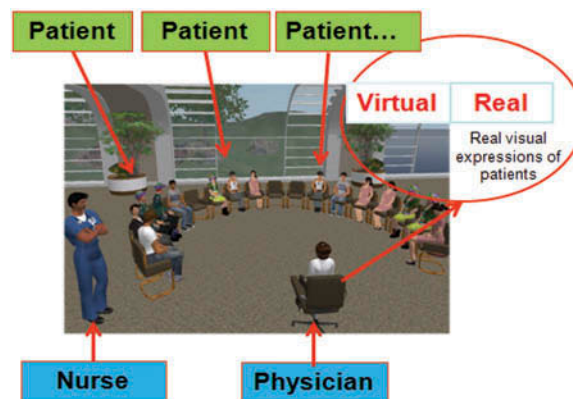 Patient Patient Patient…
Virtual Real
Real visual
expressions of
patients
Nurse Physician